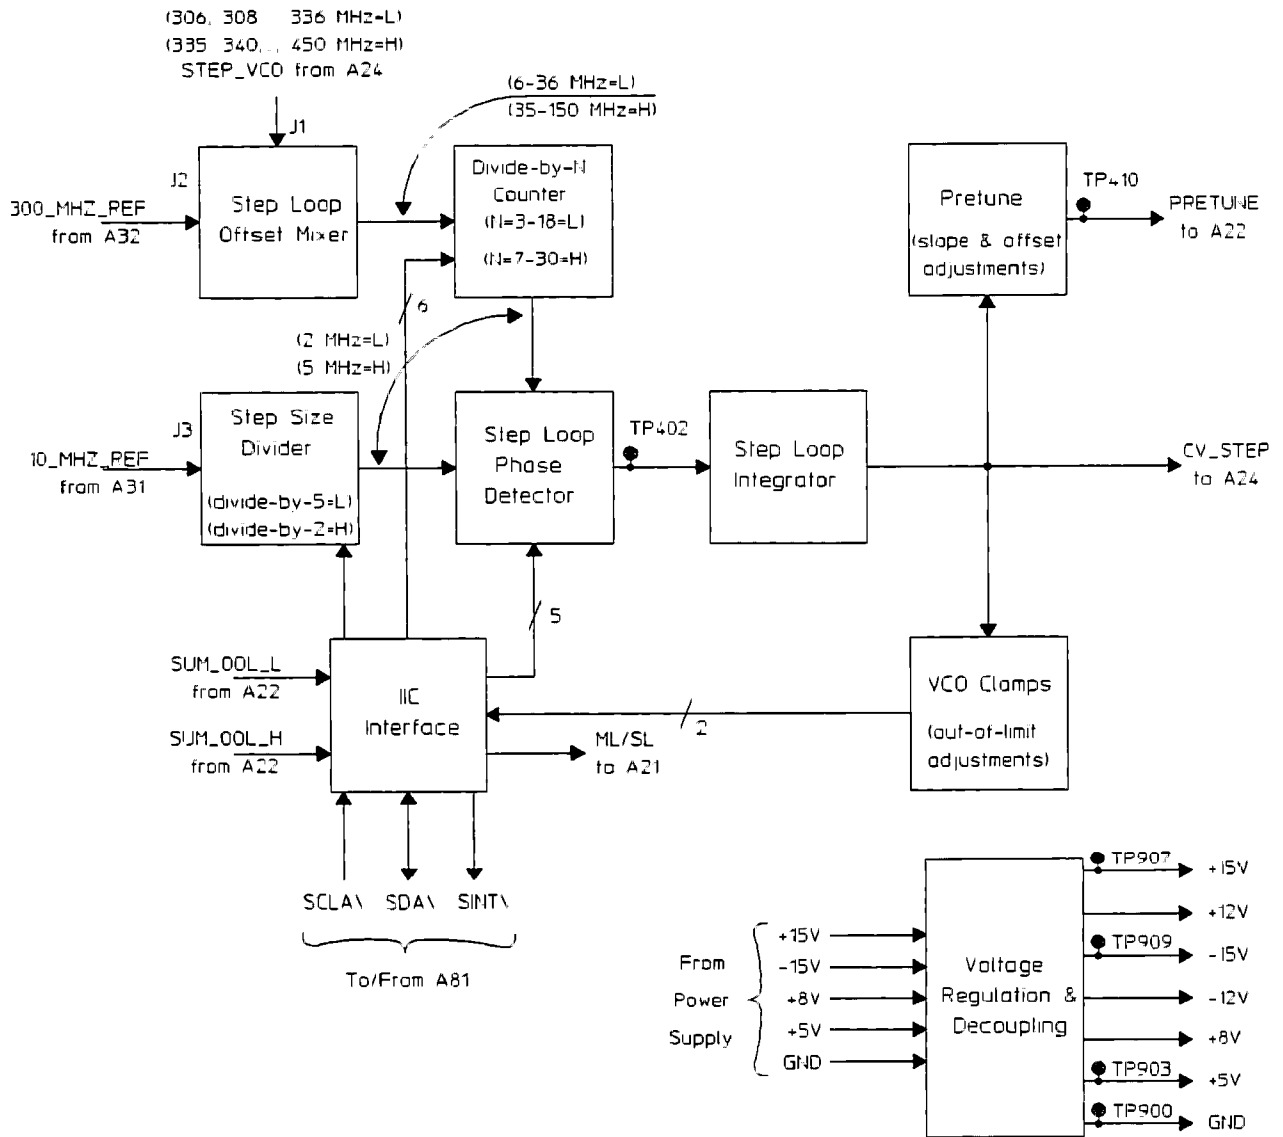 (306, 308 336 MHz=L)
(335 340,.., 450 MHz=H)
STEP_VCO from A24
(6-36 MHz=L)
(35-150 MHz=H)
J1
J2
300_MHZ_REF
from A32
Step Loop
Offset Mixer
Divide-by-N
Counter
(N=3-18=L)
(N=7-30=H)
Pretune
(slope & offset
adjustments)
TP410
PRETUNE
to A22
6
(2 MHz=L)
(5 MHz=H)
J3
10_MHZ_REF
from A31
Step Size
Divider
(divide-by-5=L)
(divide-by-2=H)
Step Loop
Phase
Detector
TP402
Step Loop
Integrator
CV_STEP
to A24
5
SUM_OOL_L
from A22
SUM_OOL_H
from A22
IIC
Interface
2
ML/SL
to A21
VCO Clamps
(out-of-limit
adjustments)
SCLA\ SDA\ SINT\
To/From A81
From
Power
Supply
+15V
-15V
+8V
+5V
GND
Voltage
Regulation &
Decoupling
TP907
+15V
+12V
TP909
-15V
-12V
+8V
TP903
+5V
TP900
GND